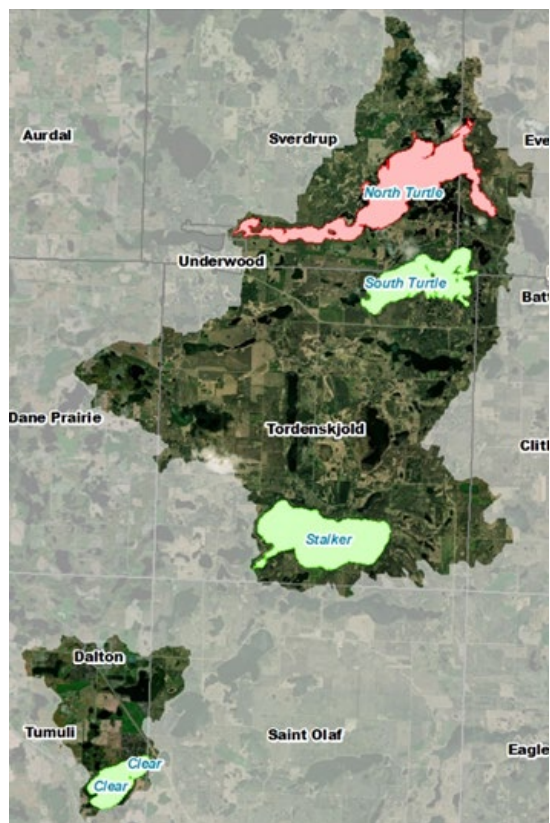 Aurdal
Sverdrup
Eve
North Turtle
Underwood
South Turtle
Batt
Dane Prairie
Tordenskjold
Clith
Stalker
Dalton
Tumuli
Saint Olaf
Clear
Eagle
Clear